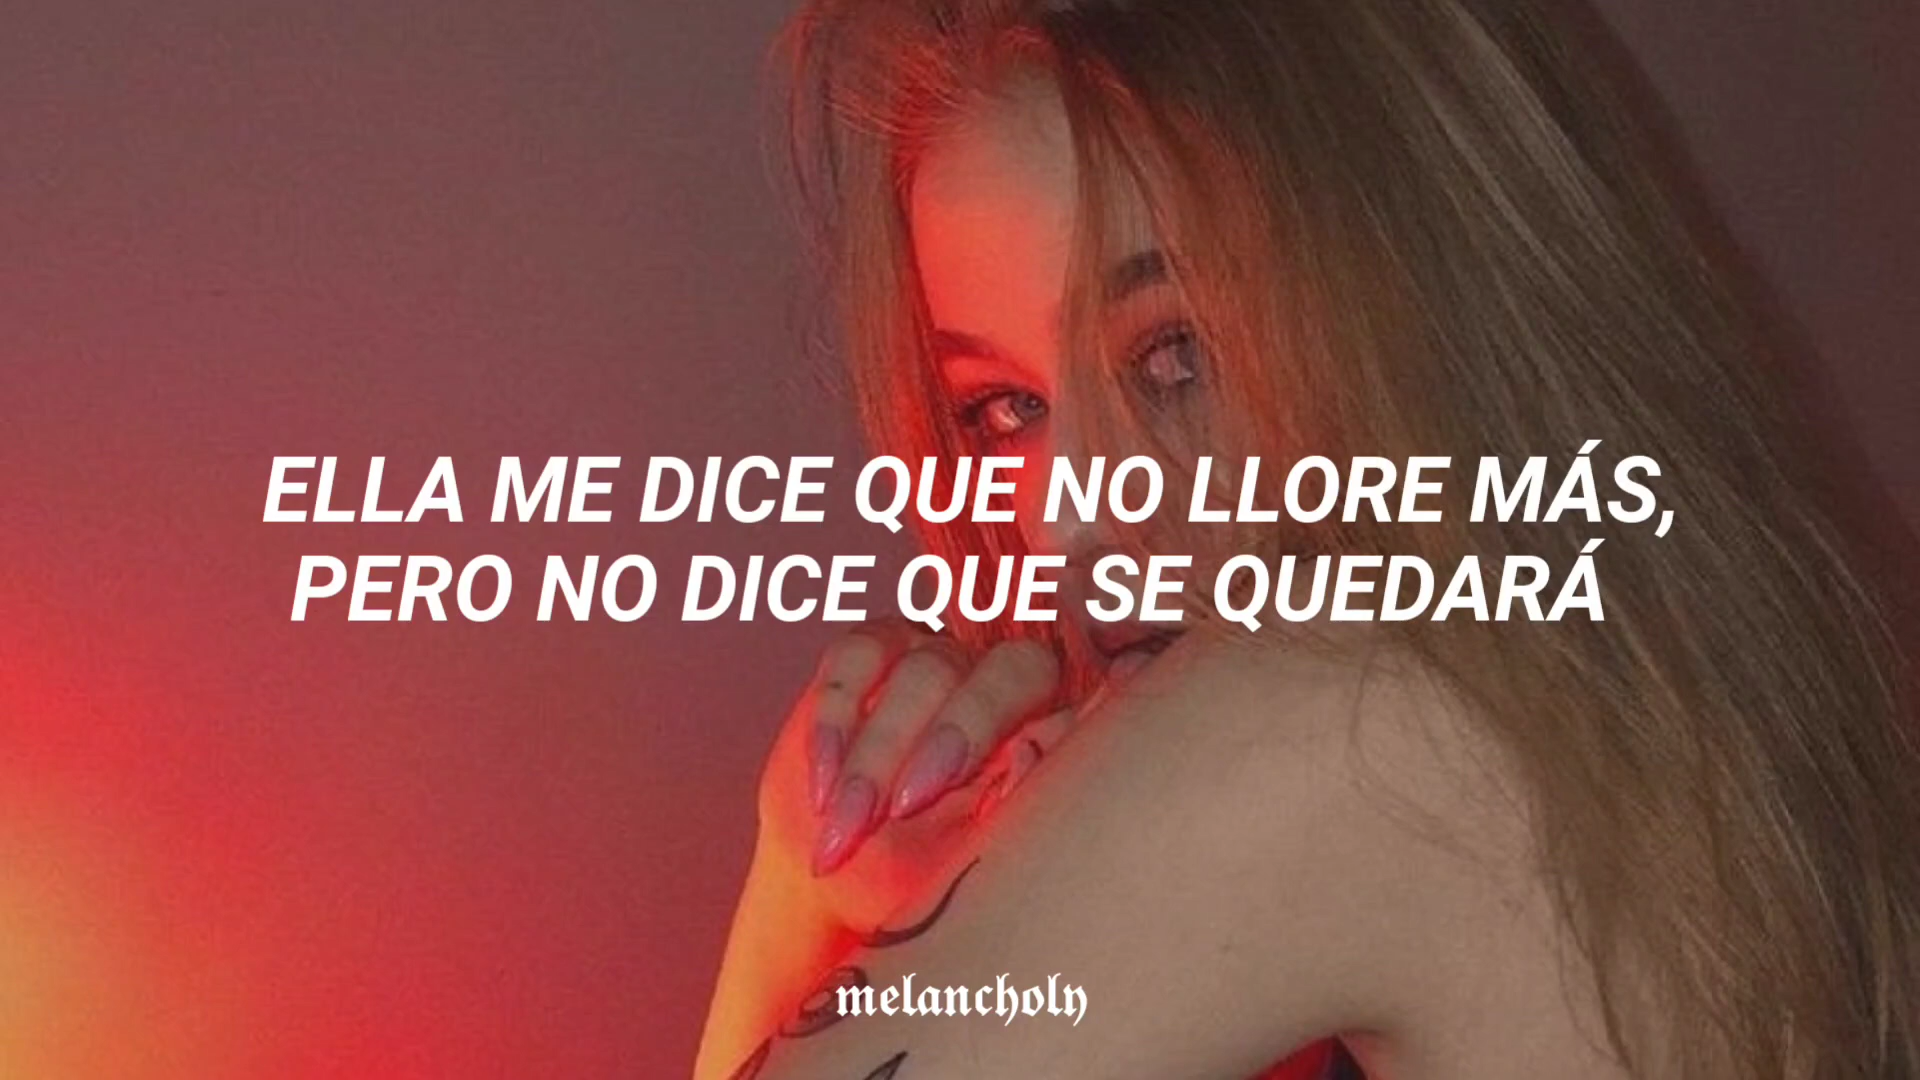 ELLA ME DICE QUE NO LLORE MÁS,
PERO NO DICE QUE SE QUEDARÁ
melancholy